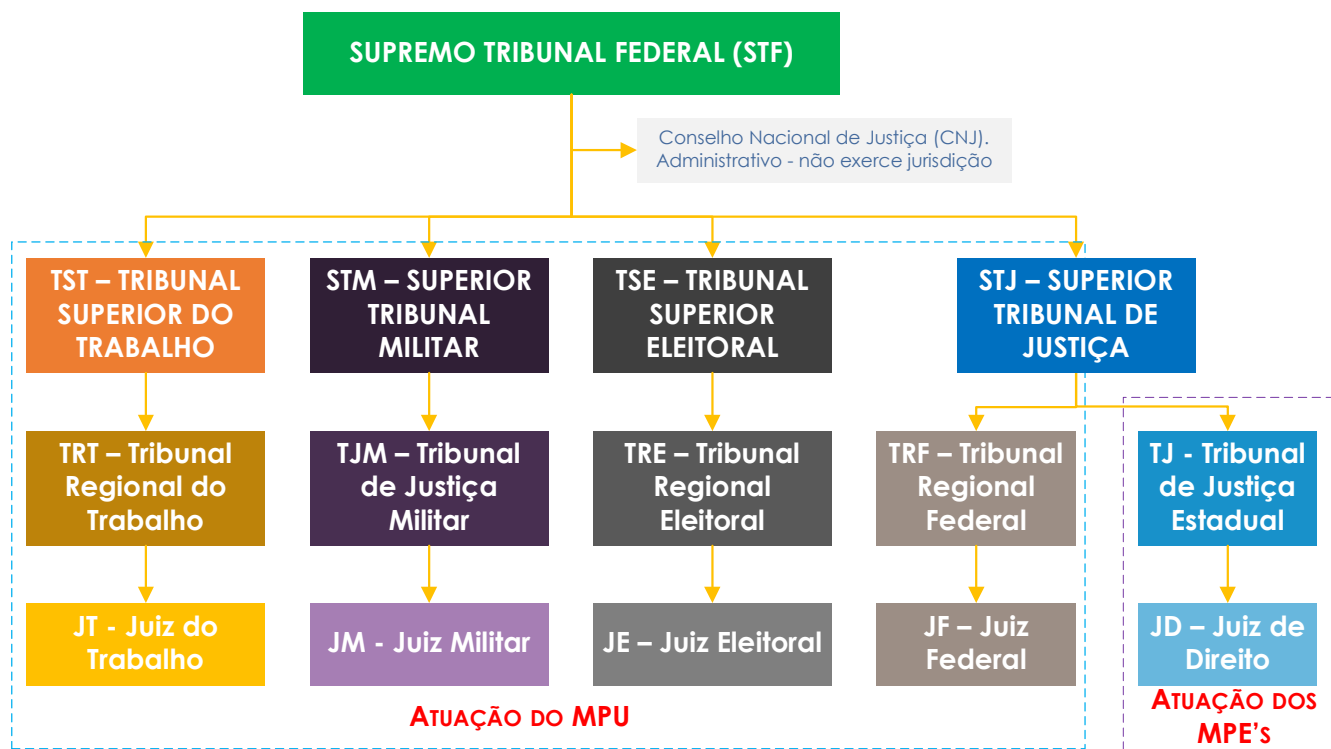 SUPREMO TRIBUNAL FEDERAL (STF)
Conselho Nacional de Justiça (CNJ).
Administrativo - não exerce jurisdição
TST – TRIBUNAL
SUPERIOR DO
TRABALHO
STM – SUPERIOR
TRIBUNAL
MILITAR
TSE – TRIBUNAL
SUPERIOR
ELEITORAL
STJ – SUPERIOR
TRIBUNAL DE
JUSTIÇA
TRT – Tribunal
Regional do
Trabalho
TJM – Tribunal
de Justiça
Militar
TRE – Tribunal
Regional
Eleitoral
TRF – Tribunal
Regional
Federal
TJ - Tribunal
de Justiça
Estadual
JT - Juiz do
Trabalho
JM - Juiz Militar
JE – Juiz Eleitoral
JF – Juiz
Federal
JD – Juiz de
Direito
ATUAÇÃO DO MPU
ATUAÇÃO DOS
MPE'S